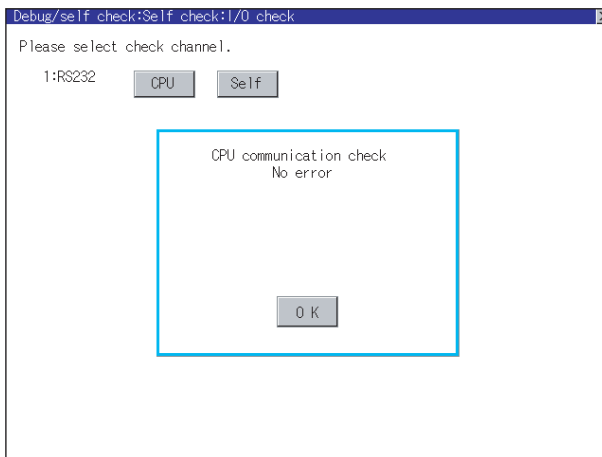 Debug/self check:Self check:I/O check
Please select check channel.
1:RS232 CPU Self
CPU communication check
No error
O K